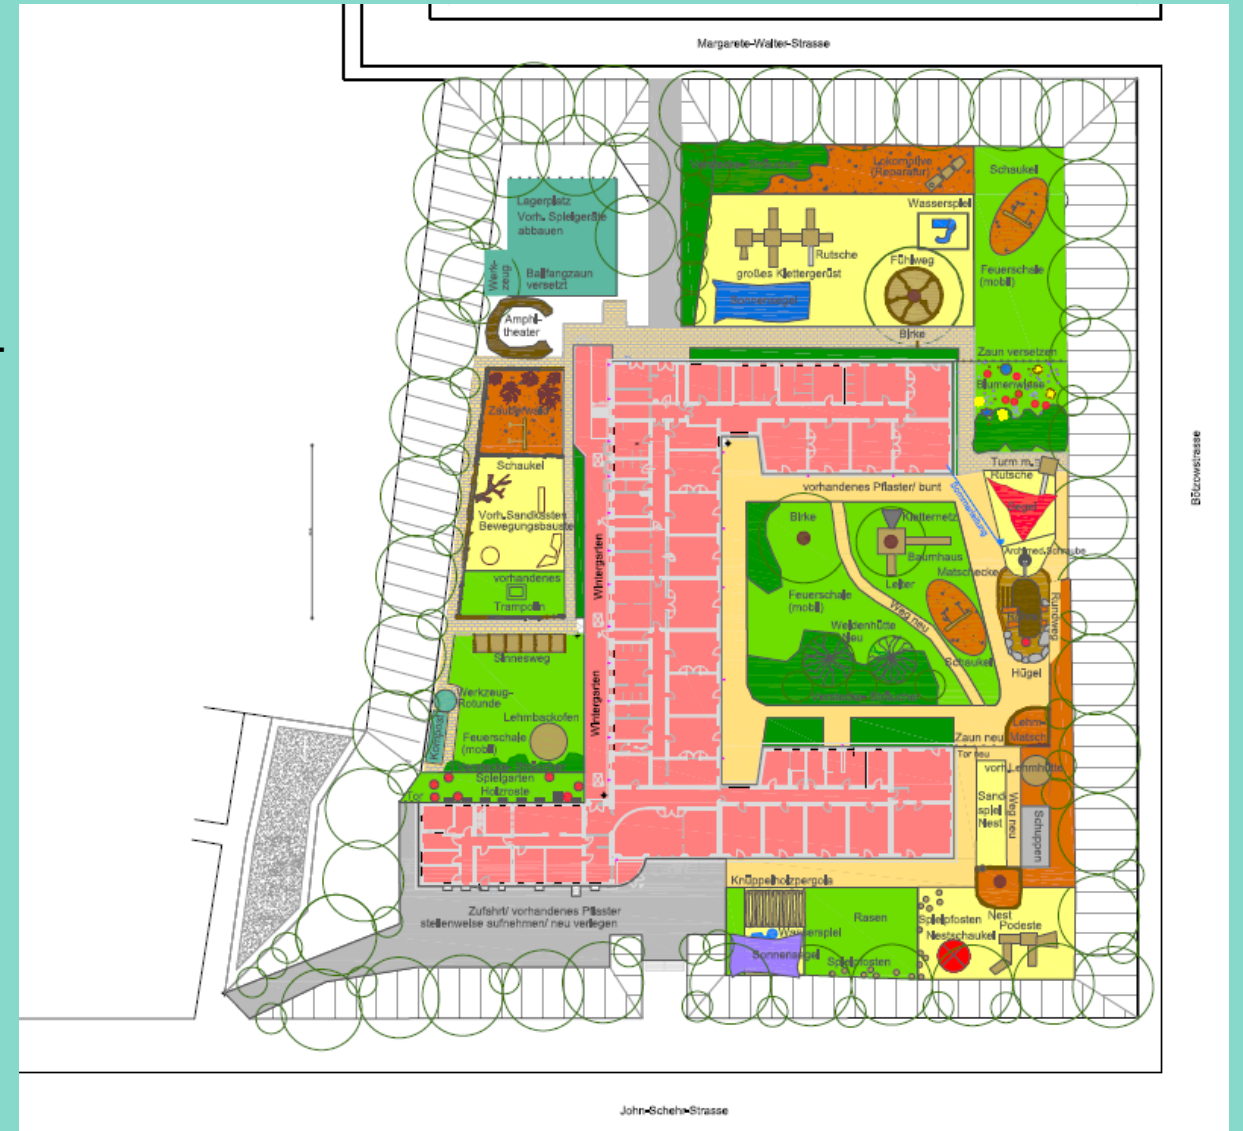 Margarete-Walter-Strasse
Lokomotive
(Reparatur)
Schaukel
Lagerplatz
Vorh. Spielgeräte
abbauen
Wasserspiel
Rutsche
Fühlweg
großes Klettergerüst
Feuerschale
(mobil)
Werk-
zeug
Ballfangzaun
versetzt
Sonnensegel
Amphi-
theater
Birke
Zaun versetzen
Blumenwiese
Zauberwald
Bötzowstrasse
Schaukel
Turm m.
Rutsche
Segel
vorhandenes Pflaster/ bunt
Vorh. Sandkasten
Bewegungsbauste
Birke
Kletternetz
Archimed. Schraube
Baumhaus
Wintergarten
Matschecke
vorhandenes
Trampolin
Leiter
Feuerschale
(mobil)
Weg neu
Rundweg
Weidenhütte
Neu
Sinnesweg
Schaukel
Hügel
Wintergarten
Werkzeug-
Rotunde
Lehmbackofen
Kompost
Feuerschale
(mobil)
Lehm-
Matsch
Zaun neu
Tor neu
vorh. Lehmhütte
Spielgarten
Holzroste
Tor
Sand
spiel
Nest
Weg neu
Schuppen
Knüppelholzpergola
Zufahrt/ vorhandenes Pflaster
stellenweise aufnehmen/ neu verlegen
Rasen
Nest
Spielpfosten
Podeste
Nestschaukel
Wasserspiel
Sonnensegel
Spielpfosten
John-Schehr-Strasse